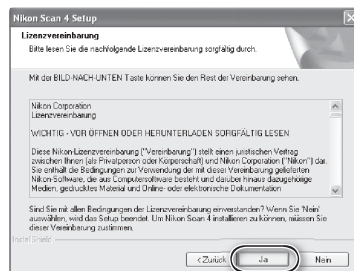 Nikon Scan 4 Setup
Lizenzvereinbarung
Bitte lesen Sie die nachfolgende Lizenzvereinbarung sorgfältig durch.
Mit der BILD-NACH-UNTEN Taste können Sie den Rest der Vereinbarung sehen.
Nikon Corporation
Lizenzvereinbarung
WICHTIG - VOR ÖFFNEN ODER HERUNTERLADEN SORGFÄLTIG LESEN
Diese Nikon-Lizenzvereinbarung ("Vereinbarung") stellt einen juristischen Vertrag
zwischen Ihnen (als Privatperson oder Körperschaft) und Nikon Corporation ("Nikon") dar.
Sie enthält die Bedingungen zur Verwendung der mit dieser Vereinbarung gelieferten
Nikon-Software, die aus Computersoftware besteht und darüber hinaus dazugehörige
Medien, gedrucktes Material und Online- oder elektronische Dokumentation
Sind Sie mit allen Bedingungen der Lizenzvereinbarung einverstanden? Wenn Sie 'Nein'
auswählen, wird das Setup beendet. Um Nikon Scan 4 installieren zu können, müssen Sie
dieser Vereinbarung zustimmen.
InstallShield
< Zurück Ja Nein